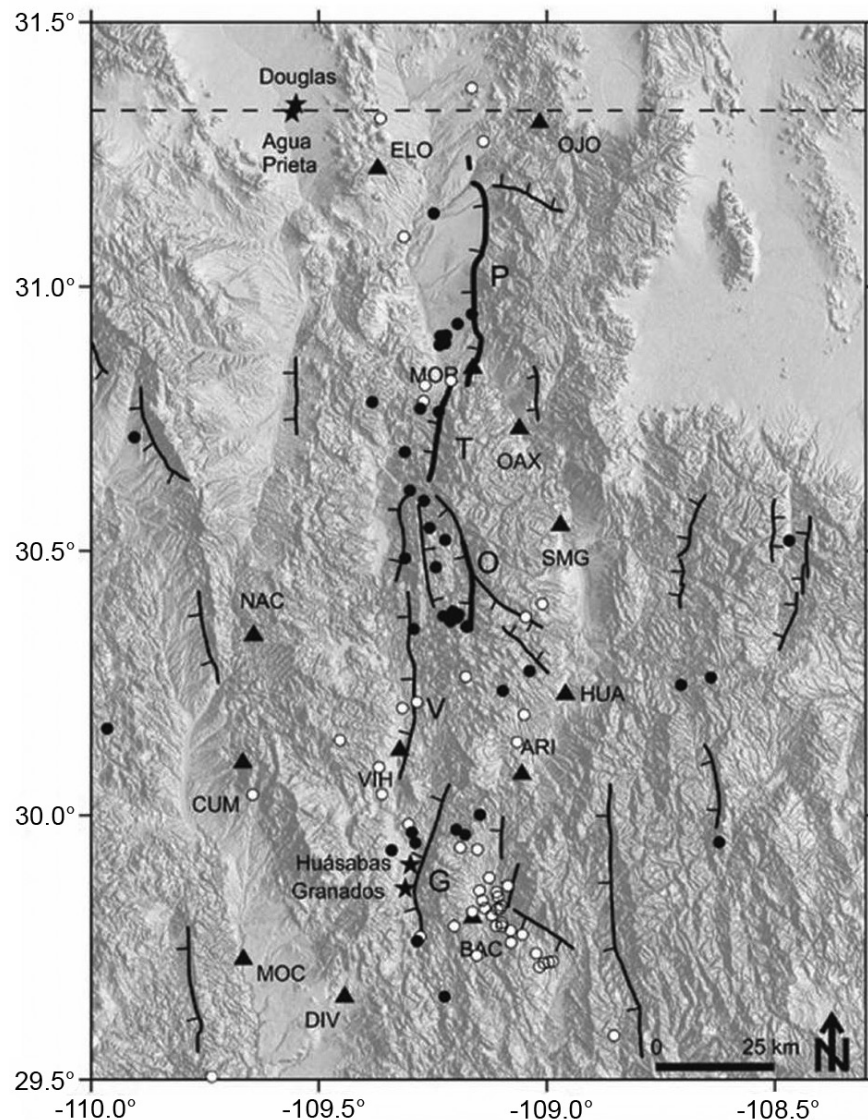 31.5°
Douglas
Agua
Prieta
ELO
OJO
31.0°
P
MOR
T
OAX
30.5°
O
SMG
NAC
HUA
V
ARI
VIH
CUM
30.0°
Huásabas
Granados
G
BAC
MOC
DIV
0 25 km
N
29.5°
-110.0° -109.5° -109.0° -108.5°